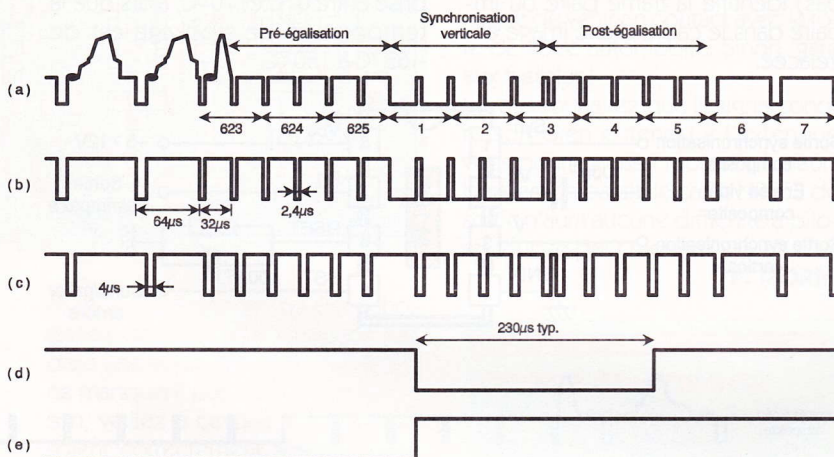 Synchronisation
Pré-égalisation verticale Post-égalisation
(a)
623 624 625 1 2 3 4 5 6 7
(b)
64µs 32µs 2,4µs
(c)
4µs
230µs typ.
(d)
(e)